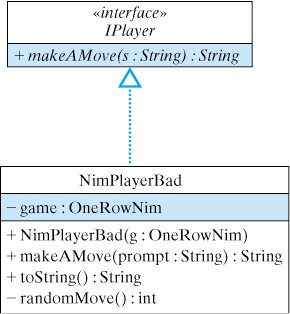 «interface»
IPlayer
+ makeAMove(s : String) : String
NimPlayerBad
− game : OneRowNim
+ NimPlayerBad(g : OneRowNim)
+ makeAMove(prompt : String) : String
+ toString() : String
− randomMove() : int